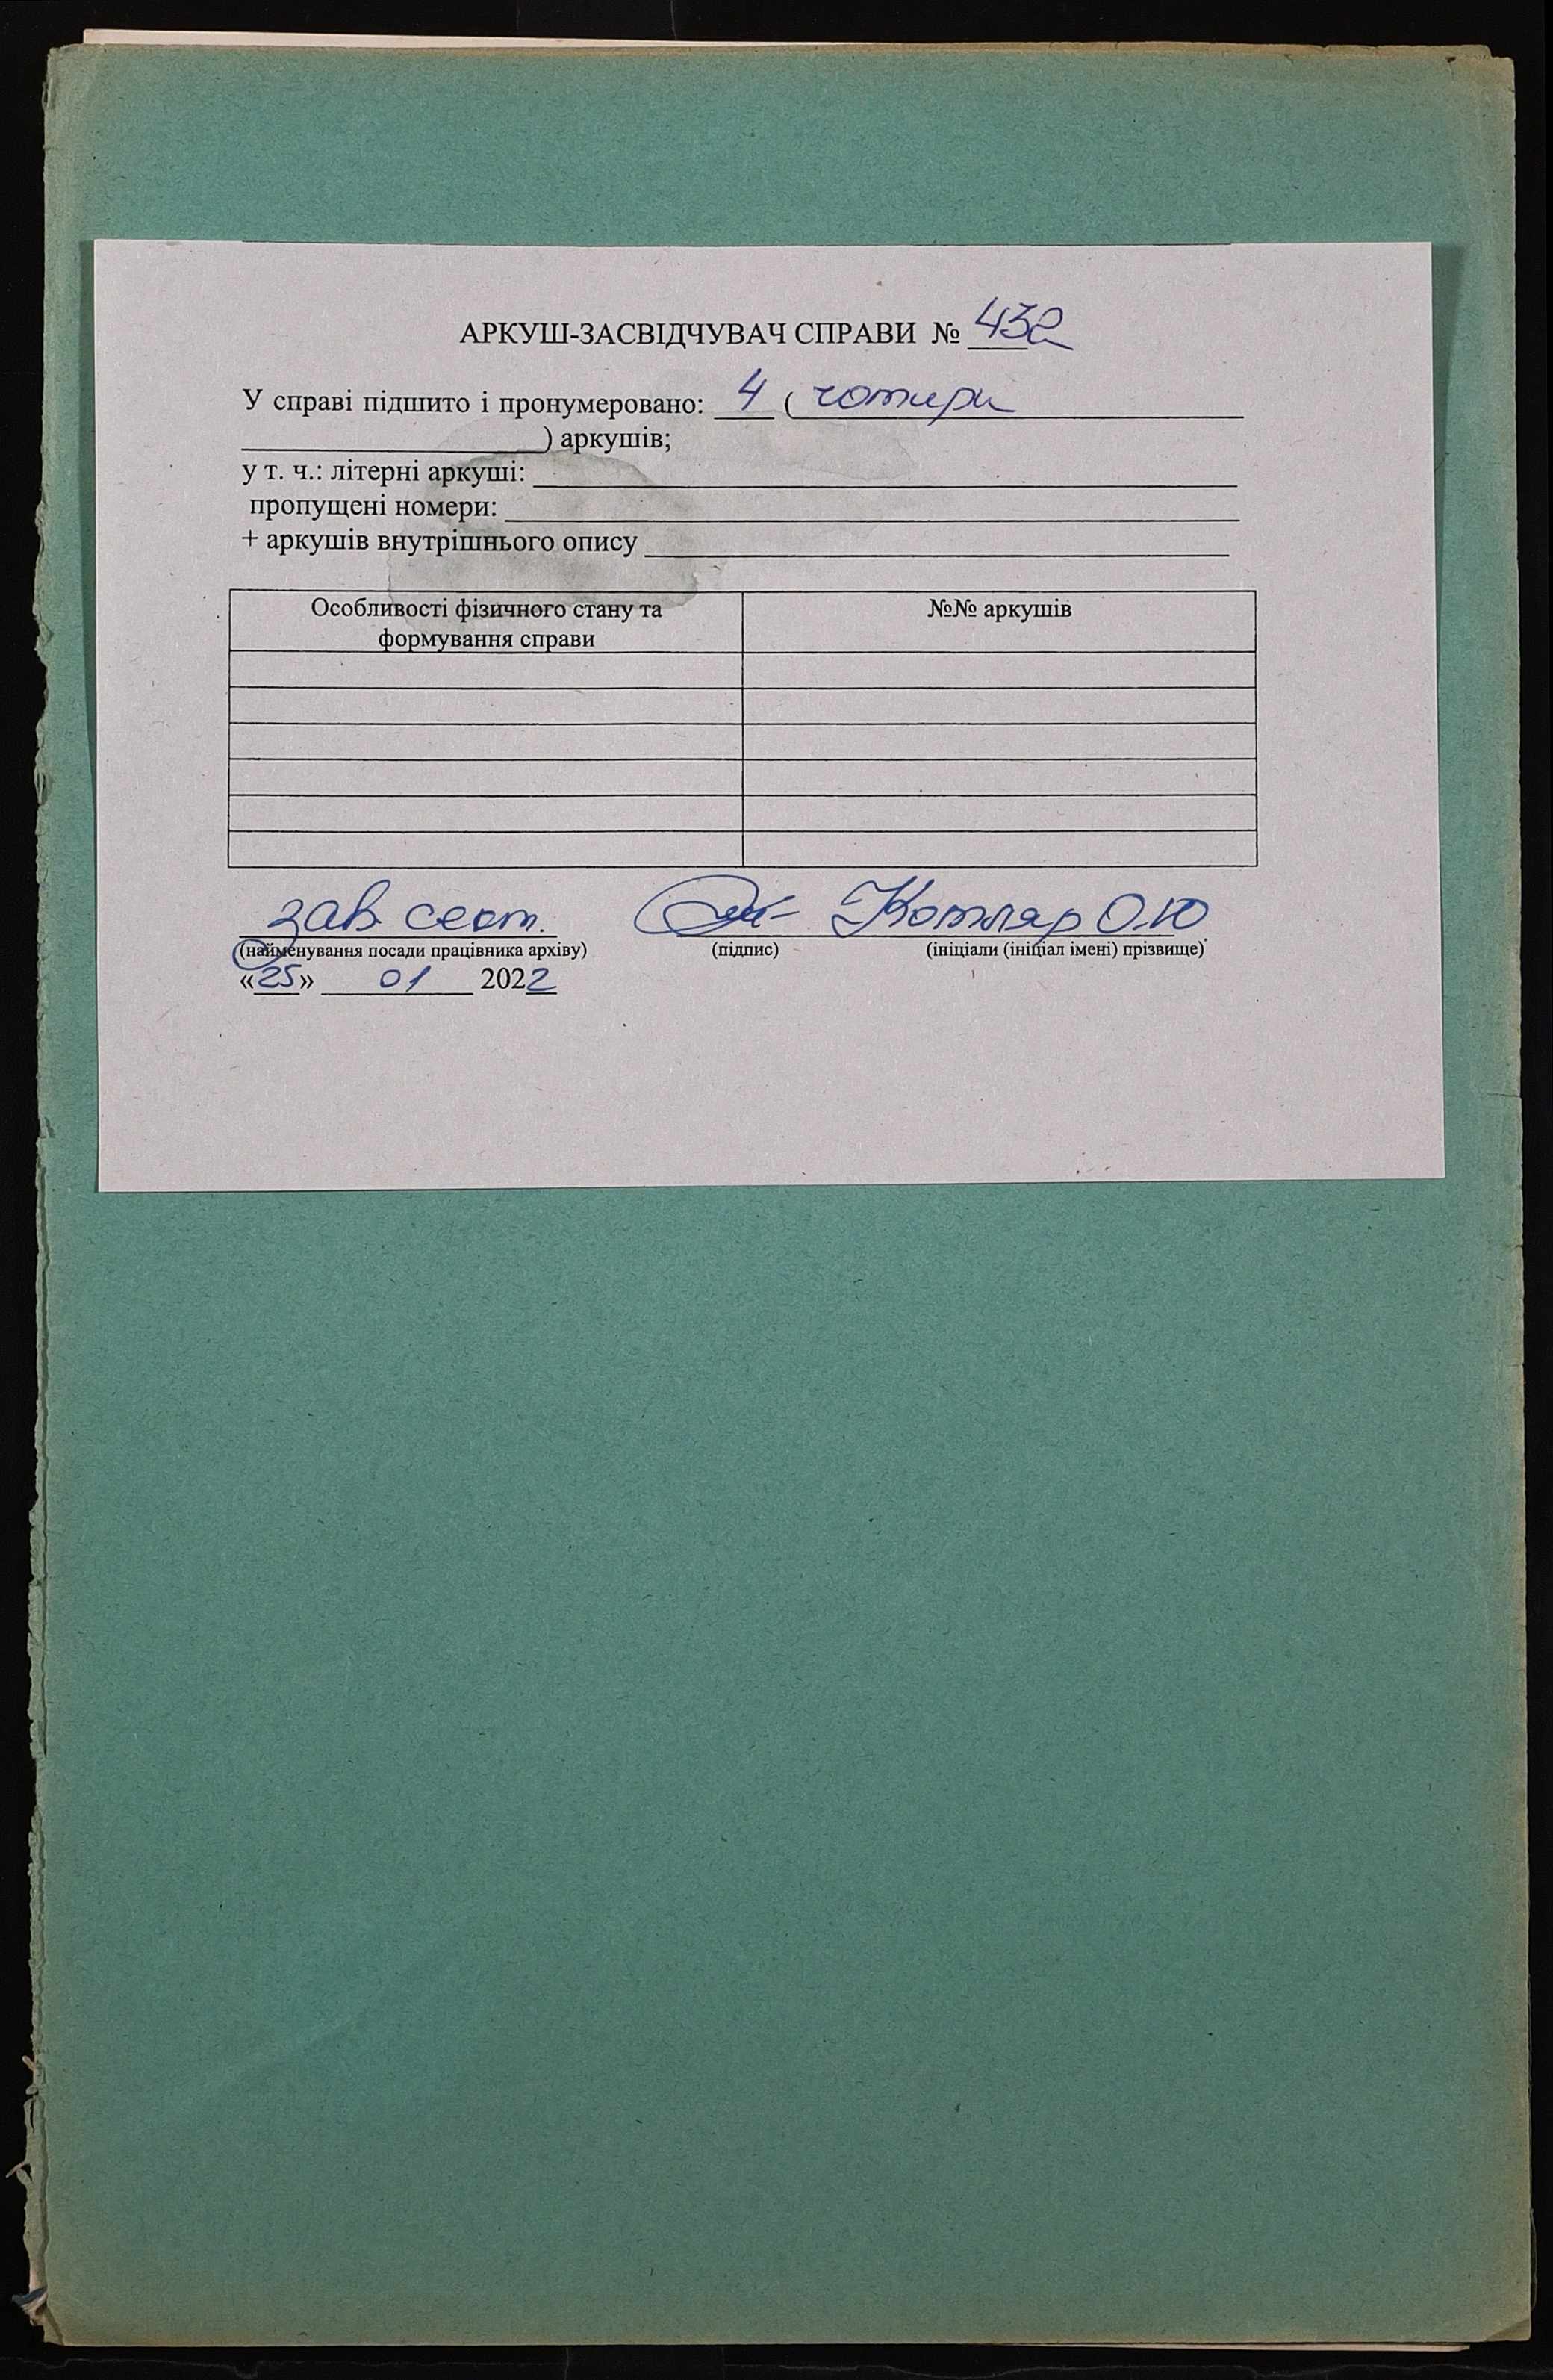 АРКУШ-ЗАСВІДЧУВАЧ СПРАВИ № 432
У справі підшито і пронумеровано: 4 ( чотири
) аркушів;
у т. ч.: літерні аркуші:
пропущені номери:
+ аркушів внутрішнього опису
Особливості фізичного стану та формування справи №№ аркушів
зав сект. Котляр О.Ю
(найменування посади працівника архіву) (підпис) (ініціали (ініціал імені) прізвище)
«25» 01 2022